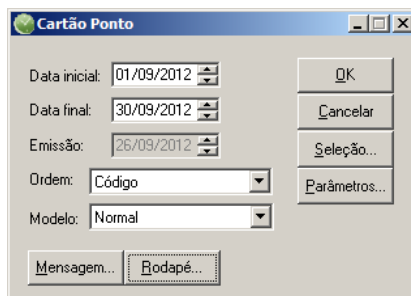 Cartão Ponto
Data inicial: 01/09/2012
OK
Data final: 30/09/2012
Cancelar
Emissão: 26/09/2012
Seleção...
Ordem: Código
Parâmetros...
Modelo: Normal
Mensagem... Rodapé...